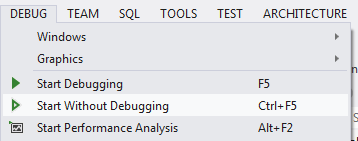 DEBUG TEAM SQL TOOLS TEST ARCHITECTURE
Windows
Graphics
Start Debugging F5
Start Without Debugging Ctrl+F5
Start Performance Analysis Alt+F2